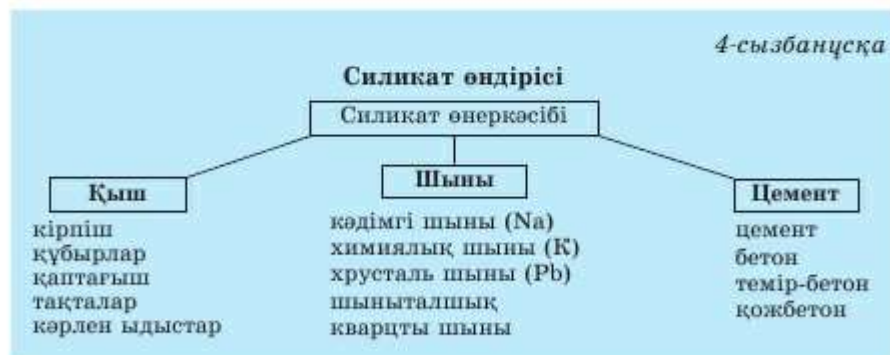 4-сызбанұсқа
Силикат өндірісі
Силикат өнеркәсібі
Қыш
кірпіш
құбырлар
қаптағыш
тақталар
кәрлен ыдыстар
Шыны
кәдімгі шыны (Na)
химиялық шыны (K)
хрусталь шыны (Pb)
шыныталшық
кварцты шыны
Цемент
цемент
бетон
темір-бетон
қожбетон